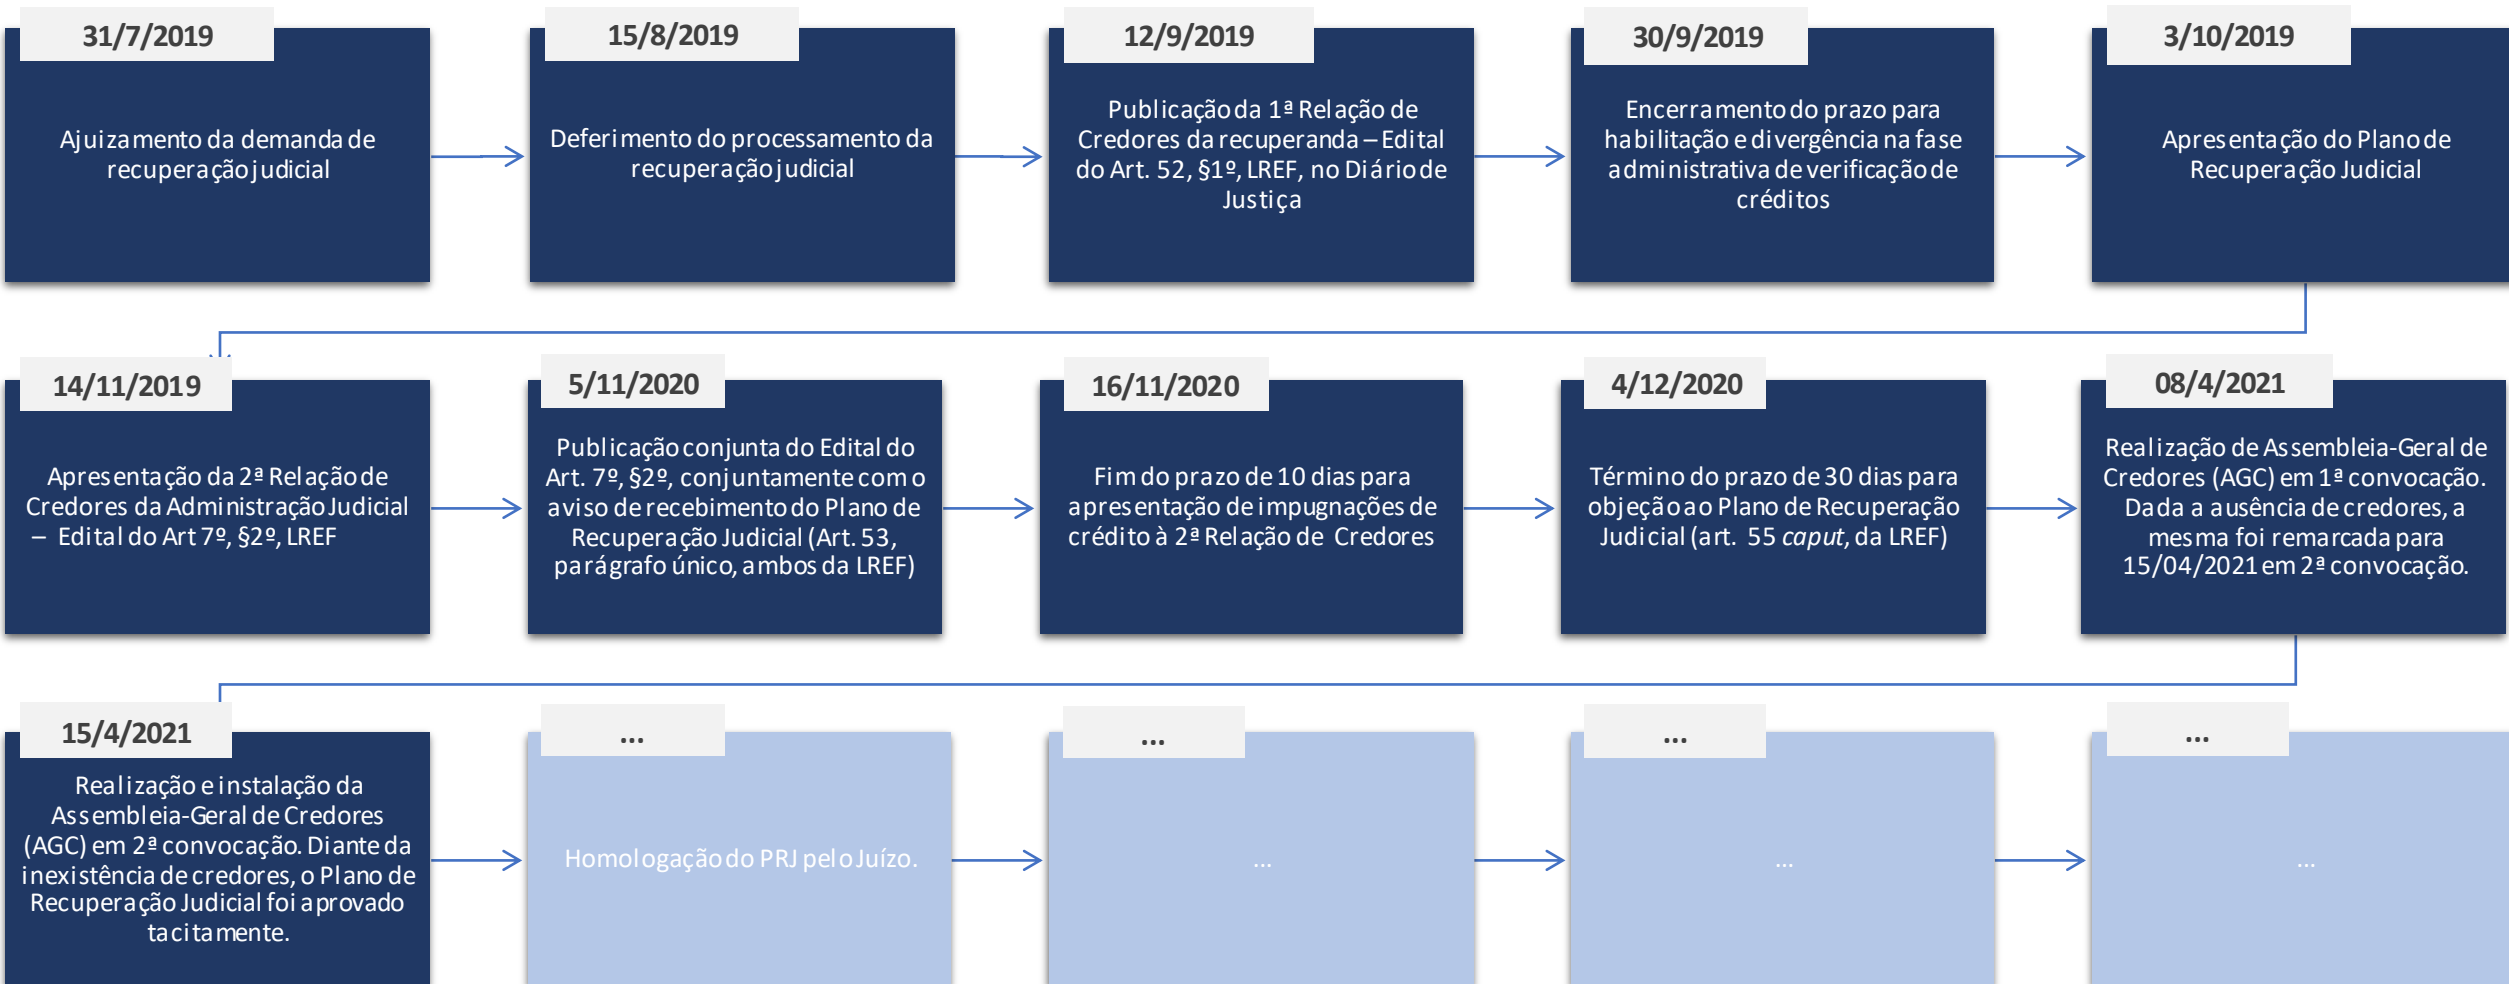 31/7/2019
Ajuizamento da demanda de
recuperação judicial
15/8/2019
Deferimento do processamento da
recuperação judicial
12/9/2019
Publicação da 1ª Relação de
Credores da recuperanda – Edital
do Art. 52, §1º, LREF, no Diário de
Justiça
30/9/2019
Encerramento do prazo para
habilitação e divergência na fase
administrativa de verificação de
créditos
3/10/2019
Apresentação do Plano de
Recuperação Judicial
14/11/2019
Apresentação da 2ª Relação de
Credores da Administração Judicial
– Edital do Art 7º, §2º, LREF
5/11/2020
Publicação conjunta do Edital do
Art. 7º, §2º, conjuntamente com o
aviso de recebimento do Plano de
Recuperação Judicial (Art. 53,
parágrafo único, ambos da LREF)
16/11/2020
Fim do prazo de 10 dias para
apresentação de impugnações de
crédito à 2ª Relação de Credores
4/12/2020
Término do prazo de 30 dias para
objeção ao Plano de Recuperação
Judicial (art. 55 caput, da LREF)
08/4/2021
Realização de Assembleia-Geral de
Credores (AGC) em 1ª convocação.
Dada a ausência de credores, a
mesma foi remarcada para
15/04/2021 em 2ª convocação.
15/4/2021
Realização e instalação da
Assembleia-Geral de Credores
(AGC) em 2ª convocação. Diante da
inexistência de credores, o Plano de
Recuperação Judicial foi aprovado
tacitamente.
...
Homologação do PRJ pelo Juízo.
...
...
...
...
...
...